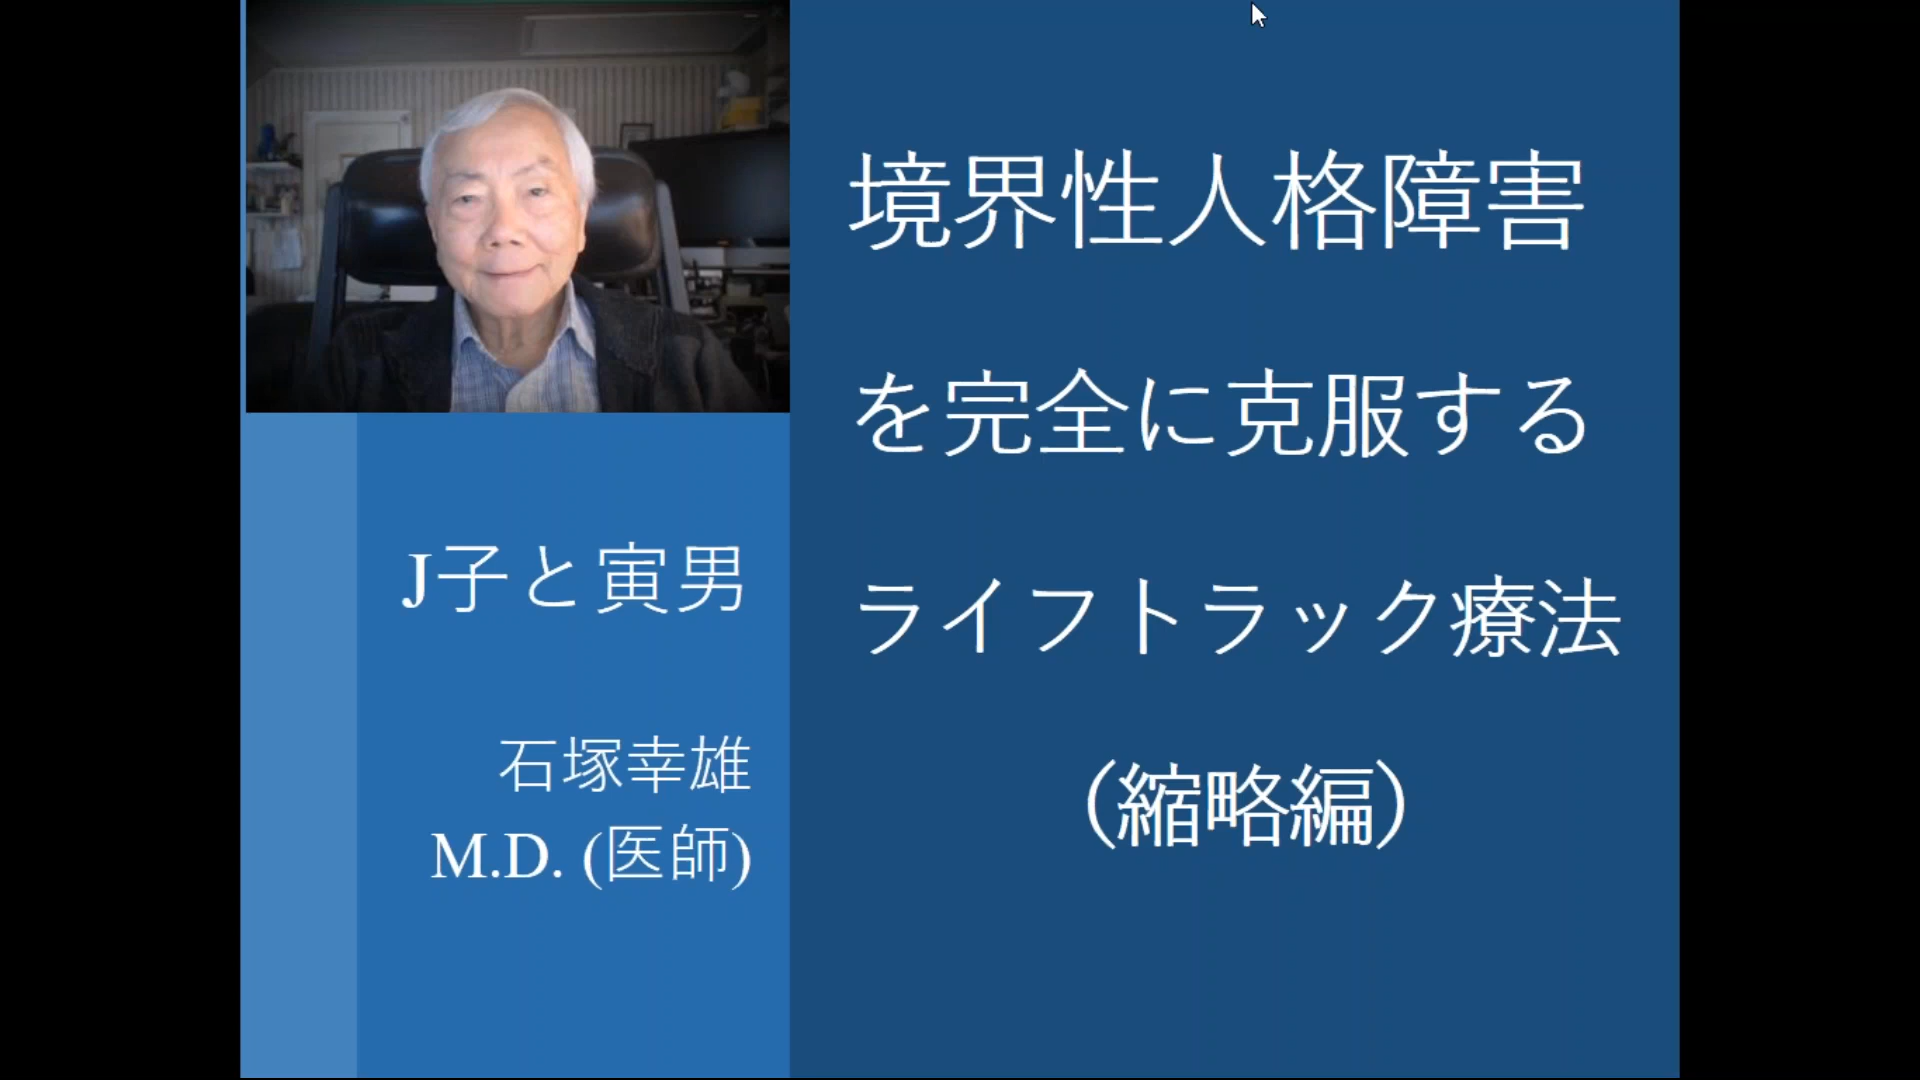 境界性人格障害
を完全に克服する
ライフトラック療法
（縮略編）
J子と寅男
石塚幸雄
M.D. (医師)